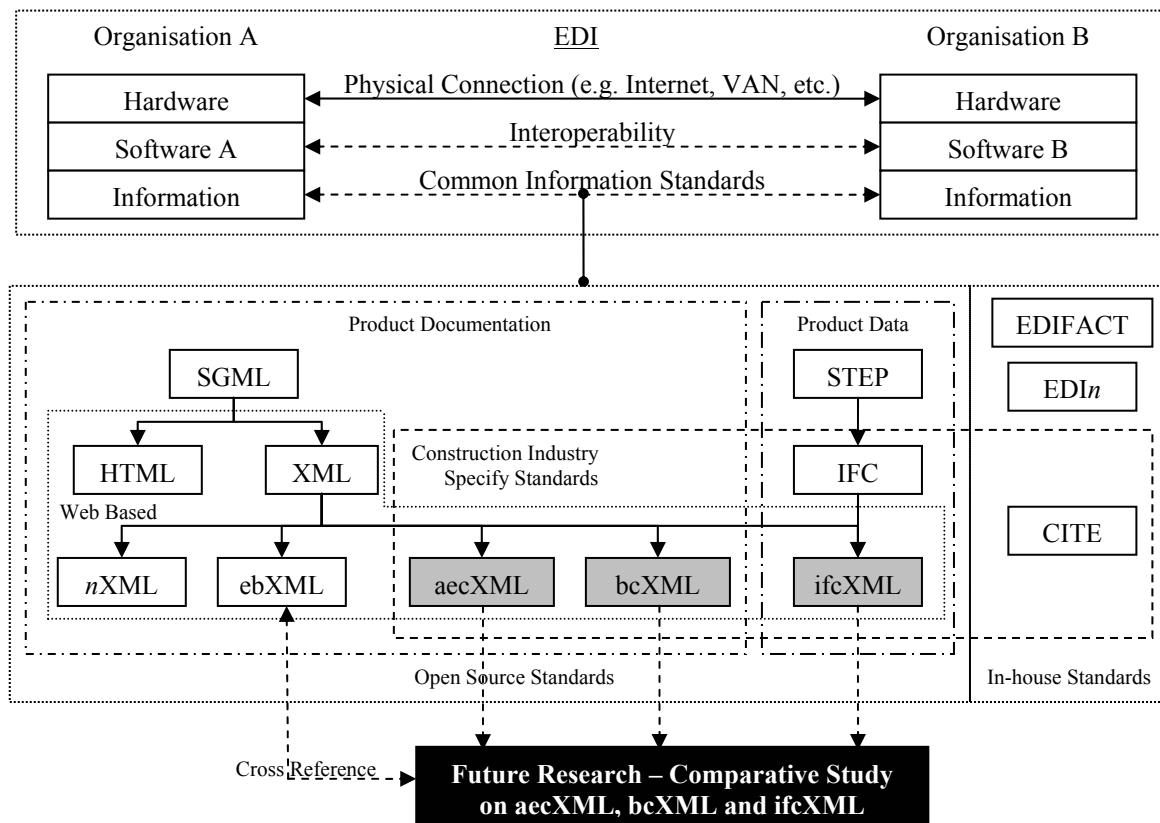 Organisation A
EDI
Organisation B
Hardware
Physical Connection (e.g. Internet, VAN, etc.)
Hardware
Software A
Interoperability
Software B
Information
Common Information Standards
Information
Product Documentation
Product Data
EDIFACT
SGML
STEP
EDIn
HTML
XML
Construction Industry
Specify Standards
IFC
Web Based
CITE
nXML
ebXML
aecXML
bcXML
ifcXML
Open Source Standards
In-house Standards
Cross Reference
Future Research – Comparative Study
on aecXML, bcXML and ifcXML